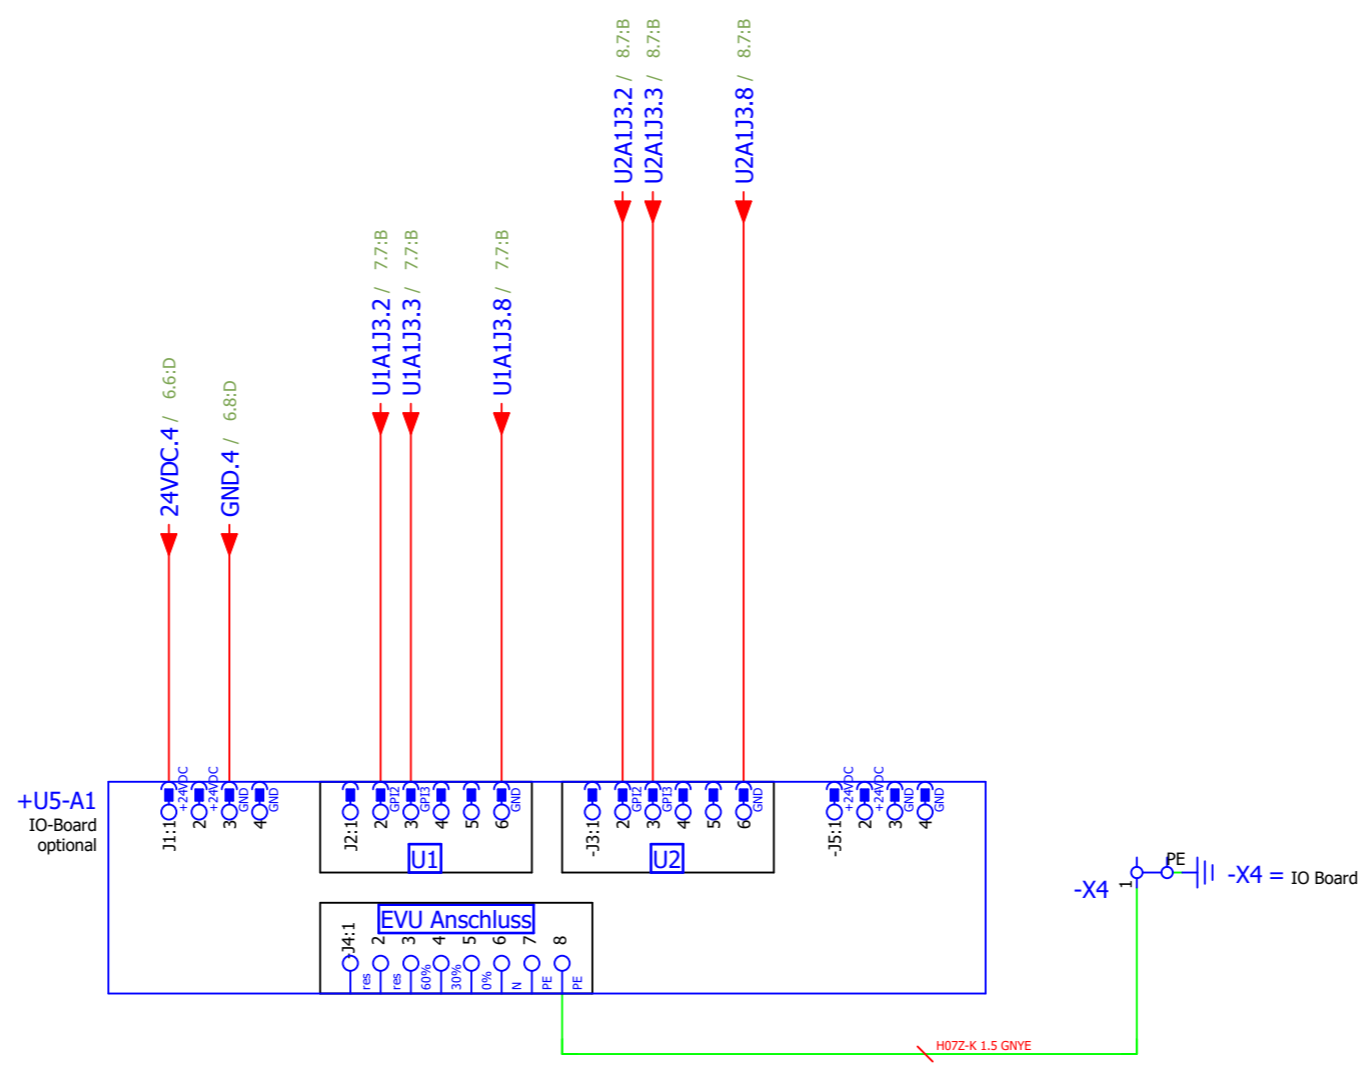 U2A1J3.2 / 8.7:B
U2A1J3.3 / 8.7:B
U2A1J3.8 / 8.7:B
U1A1J3.2 / 7.7:B
U1A1J3.3 / 7.7:B
U1A1J3.8 / 7.7:B
24VDC.4 / 6.6:D
GND.4 / 6.8:D
+U5-A1
IO-Board
optional
J1:1 +24VDC
2 +24VDC
3 GND
4 GND
J2:1
2 GPI2
3 GPI3
4
5
6 GND
U1
-J3:1
2 GPI2
3 GPI3
4
5
6 GND
U2
-J5:1 +24VDC
2 +24VDC
3 GND
4 GND
EVU Anschluss
-J4:1 res
2 res
3 60%
4 30%
5 0%
6 N
7 PE
8 PE
-X4
1
PE
-X4 = IO Board
H07Z-K 1.5 GNYE